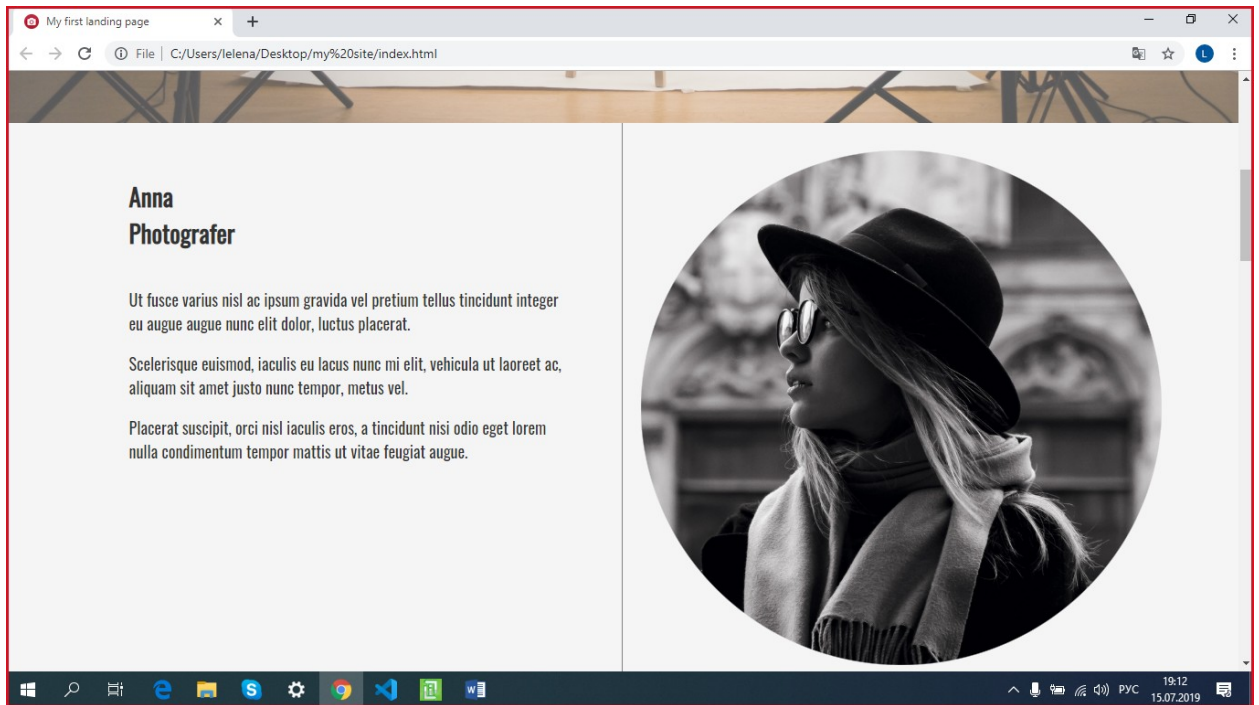 My first landing page
File | C:/Users/lelena/Desktop/my%20site/index.html
L
Anna
Photografer
Ut fusce varius nisl ac ipsum gravida vel pretium tellus tincidunt integer
eu augue augue nunc elit dolor, luctus placerat.
Scelerisque euismod, iaculis eu lacus nunc mi elit, vehicula ut laoreet ac,
aliquam sit amet justo nunc tempor, metus vel.
Placerat suscipit, orci nisl iaculis eros, a tincidunt nisi odio eget lorem
nulla condimentum tempor mattis ut vitae feugiat augue.
РУС
19:12
15.07.2019